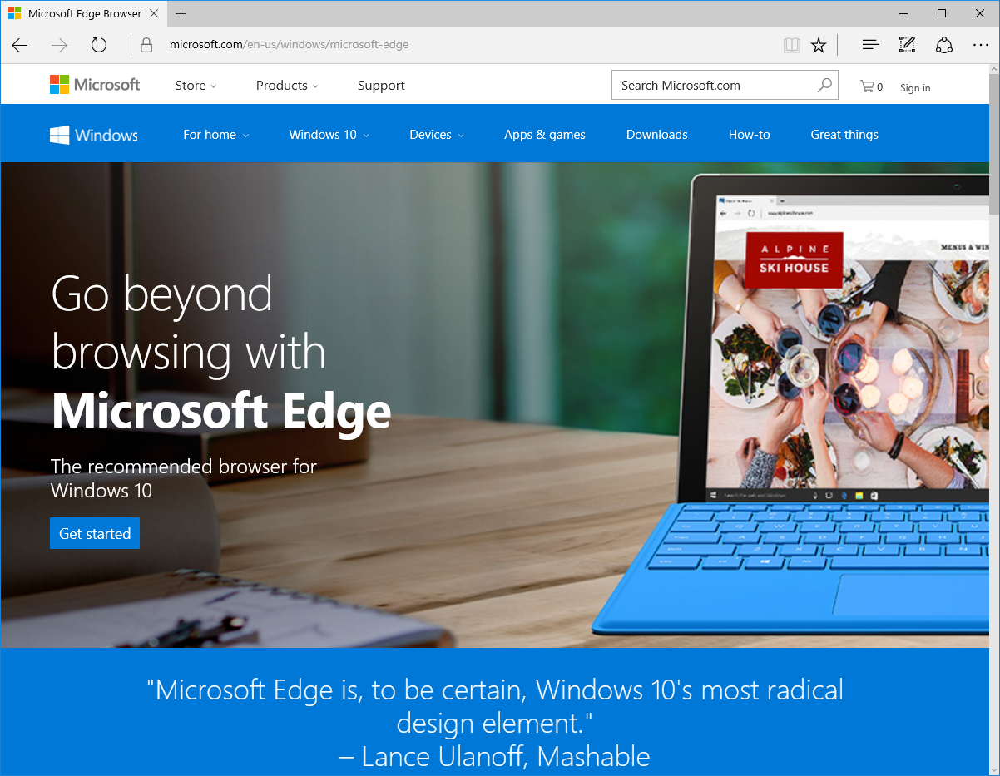 Microsoft Edge Browser
microsoft.com/en-us/windows/microsoft-edge
Microsoft
Store
Products
Support
Search Microsoft.com
0
Sign in
Windows
For home
Windows 10
Devices
Apps & games
Downloads
How-to
Great things
ALPINE
SKI HOUSE
MENUS & WIN
Go beyond
browsing with
Microsoft Edge
The recommended browser for
Windows 10
Get started
"Microsoft Edge is, to be certain, Windows 10's most radical
design element."
– Lance Ulanoff, Mashable